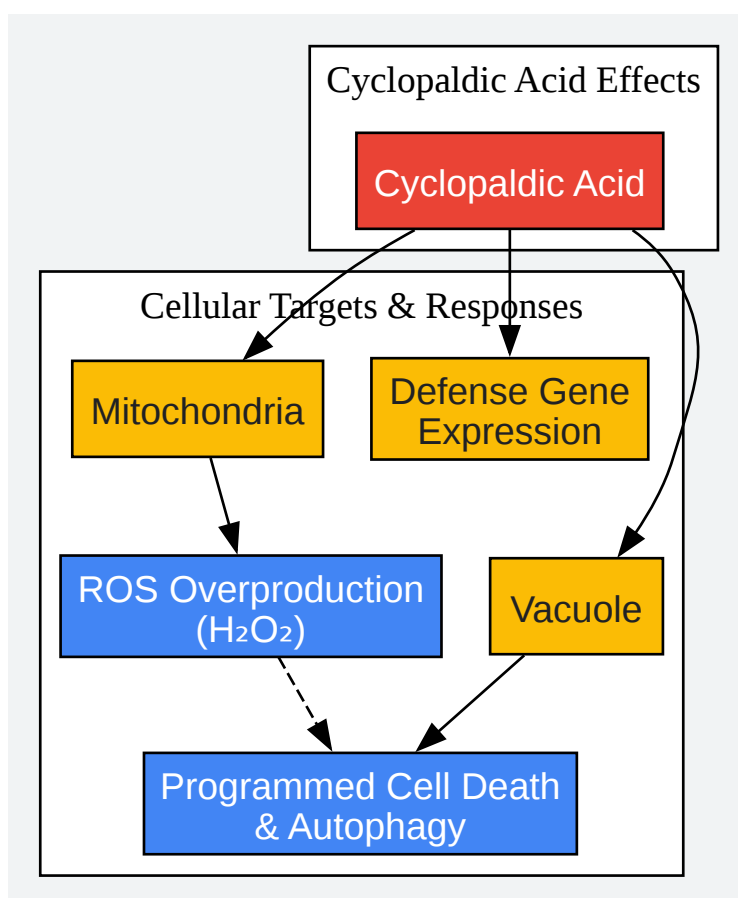 Cyclopaldic Acid Effects
Cyclopaldic Acid
Cellular Targets & Responses
Mitochondria
Defense Gene
Expression
ROS Overproduction
(H₂O₂)
Vacuole
Programmed Cell Death
& Autophagy